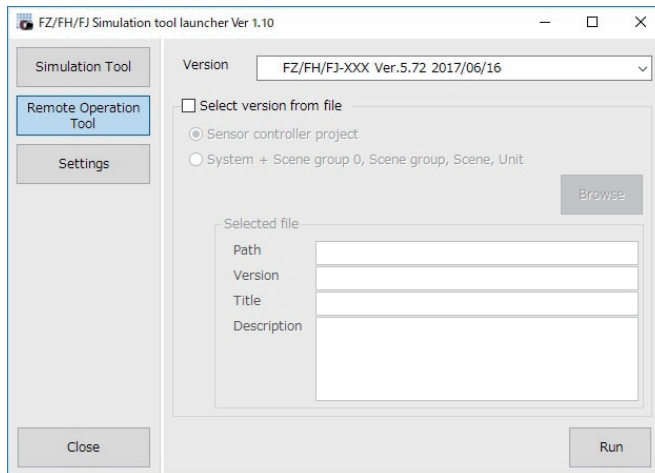 FZ/FH/FJ Simulation tool launcher Ver 1.10
Simulation Tool
Remote Operation
Tool
Settings
Close
Version
FZ/FH/FJ-XXX Ver.5.72 2017/06/16
Select version from file
Sensor controller project
System + Scene group 0, Scene group, Scene, Unit
Browse
Selected file
Path
Version
Title
Description
Run